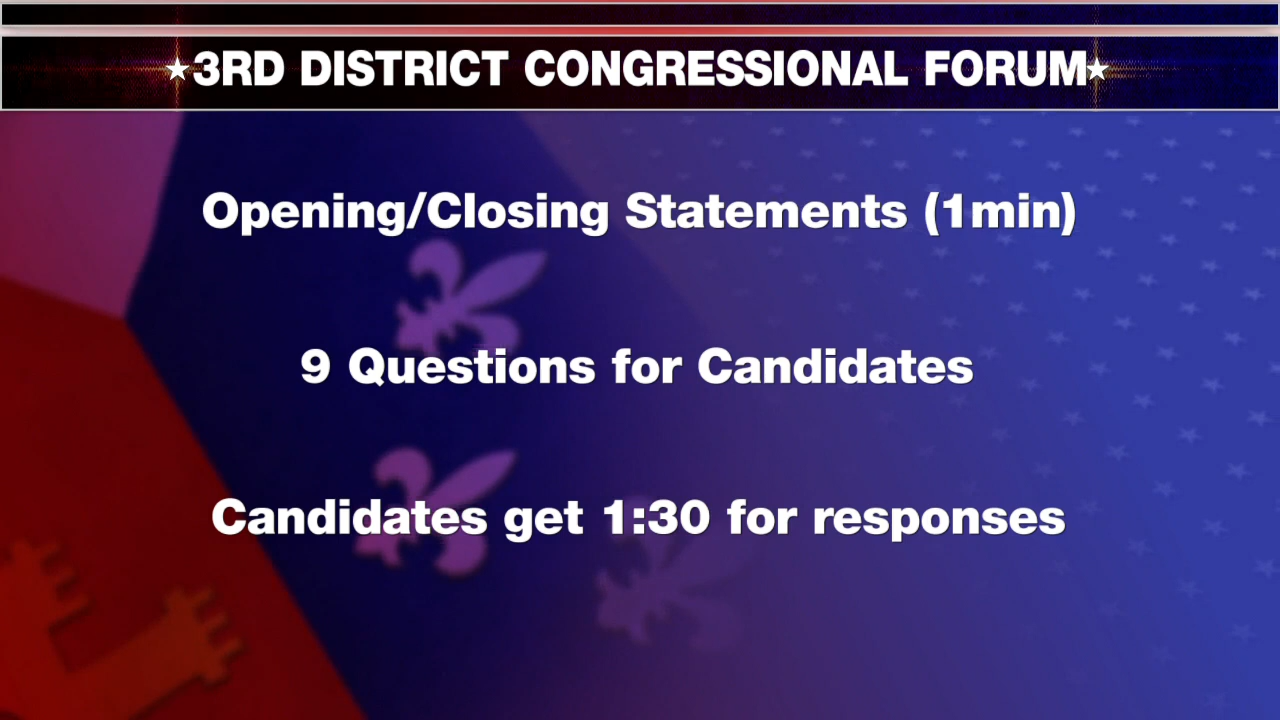 ★3RD DISTRICT CONGRESSIONAL FORUM★
Opening/Closing Statements (1min)
9 Questions for Candidates
Candidates get 1:30 for responses